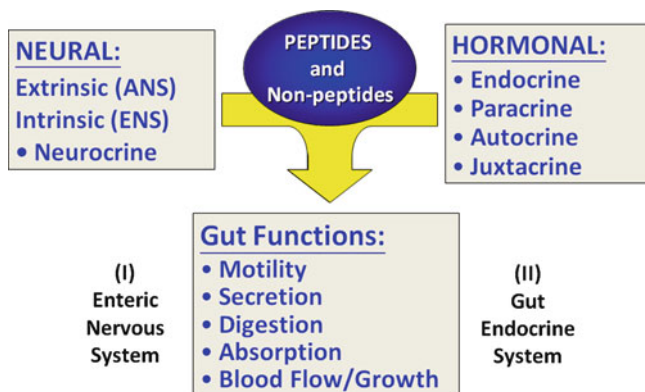 NEURAL:
Extrinsic (ANS)
Intrinsic (ENS)
• Neurocrine
PEPTIDES
and
Non-peptides
HORMONAL:
• Endocrine
• Paracrine
• Autocrine
• Juxtacrine
(I)
Enteric
Nervous
System
Gut Functions:
• Motility
• Secretion
• Digestion
• Absorption
• Blood Flow/Growth
(II)
Gut
Endocrine
System